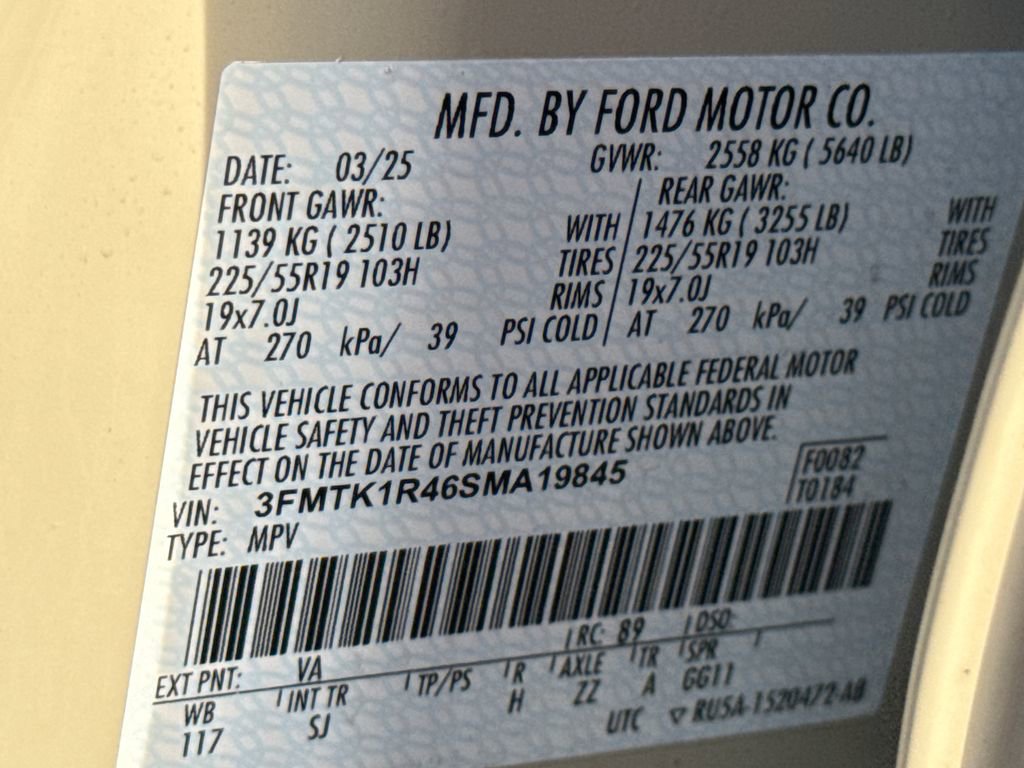 MFD. BY FORD MOTOR CO.
DATE: 03/25 GVWR: 2558 KG ( 5640 LB)
FRONT GAWR: REAR GAWR:
1139 KG ( 2510 LB) WITH 1476 KG ( 3255 LB) WITH
225/55R19 103H TIRES 225/55R19 103H TIRES
19x7.0J RIMS 19x7.0J RIMS
AT 270 kPa/ 39 PSI COLD AT 270 kPa/ 39 PSI COLD
THIS VEHICLE CONFORMS TO ALL APPLICABLE FEDERAL MOTOR
VEHICLE SAFETY AND THEFT PREVENTION STANDARDS IN
EFFECT ON THE DATE OF MANUFACTURE SHOWN ABOVE.
VIN: 3FMTK1R46SMA19845 F0082
TYPE: MPV T0184
EXT PNT: VA RC: 89 DSO:
WB INT TR TP/PS R AXLE TR SPR
117 SJ H ZZ A GG11
UTC ▽ RU5A-1520472-AB